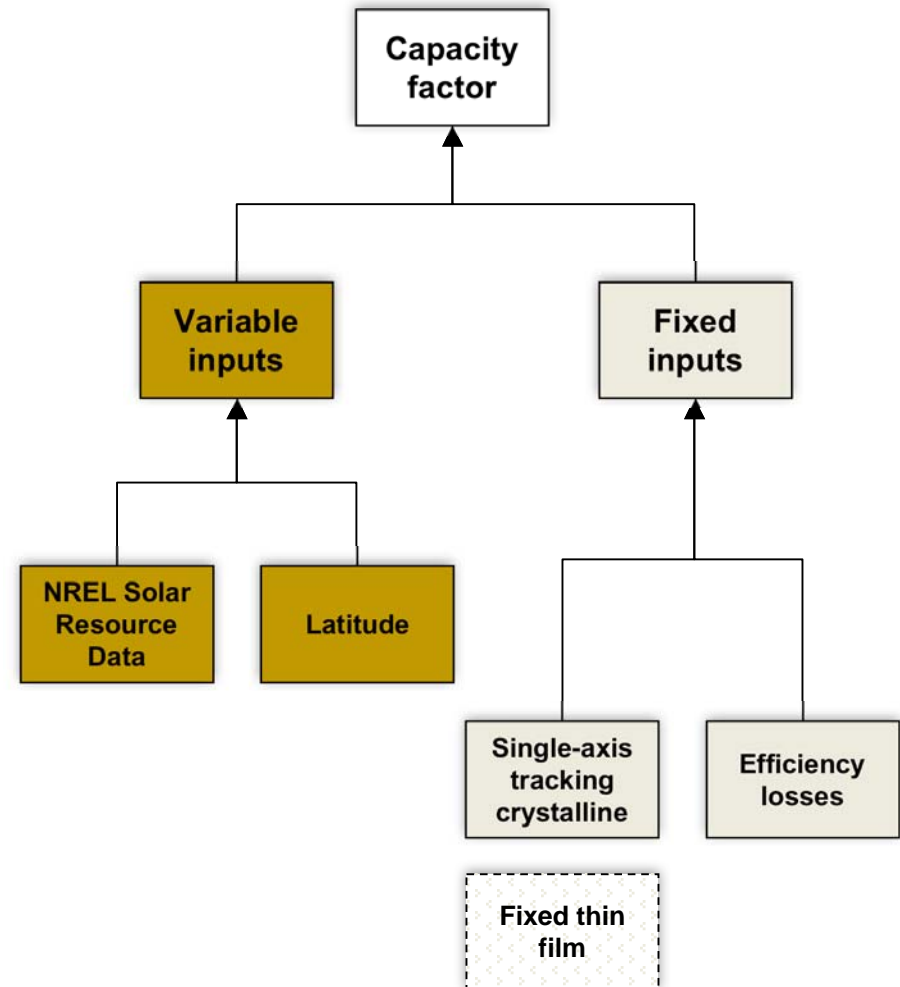 Capacity
factor
Variable
inputs
Fixed
inputs
NREL Solar
Resource
Data
Latitude
Single-axis
tracking
crystalline
Efficiency
losses
Fixed thin
film